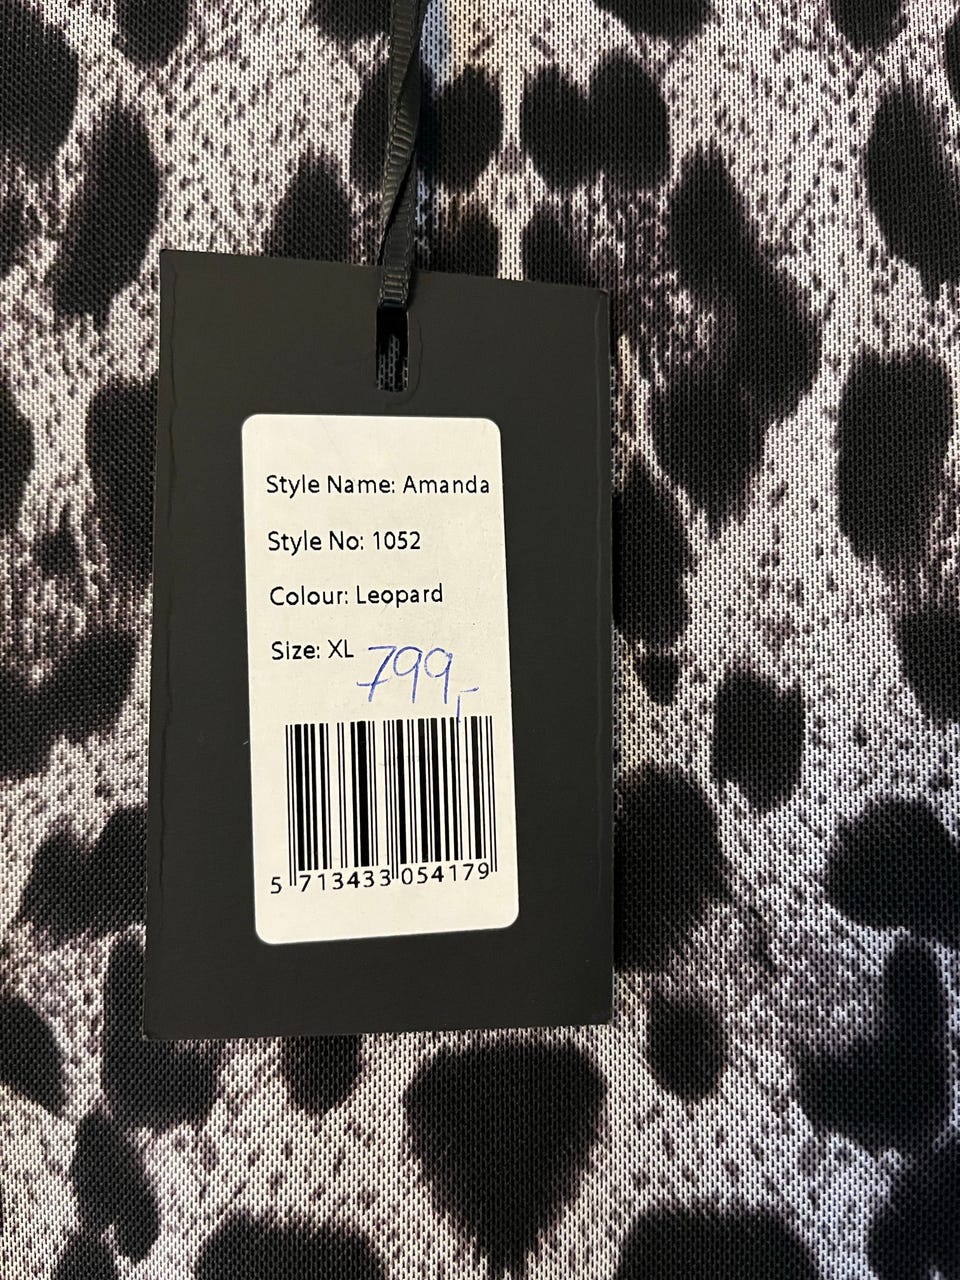 Style Name: Amanda
Style No: 1052
Colour: Leopard
Size: XL 799,-
5 713433 054179